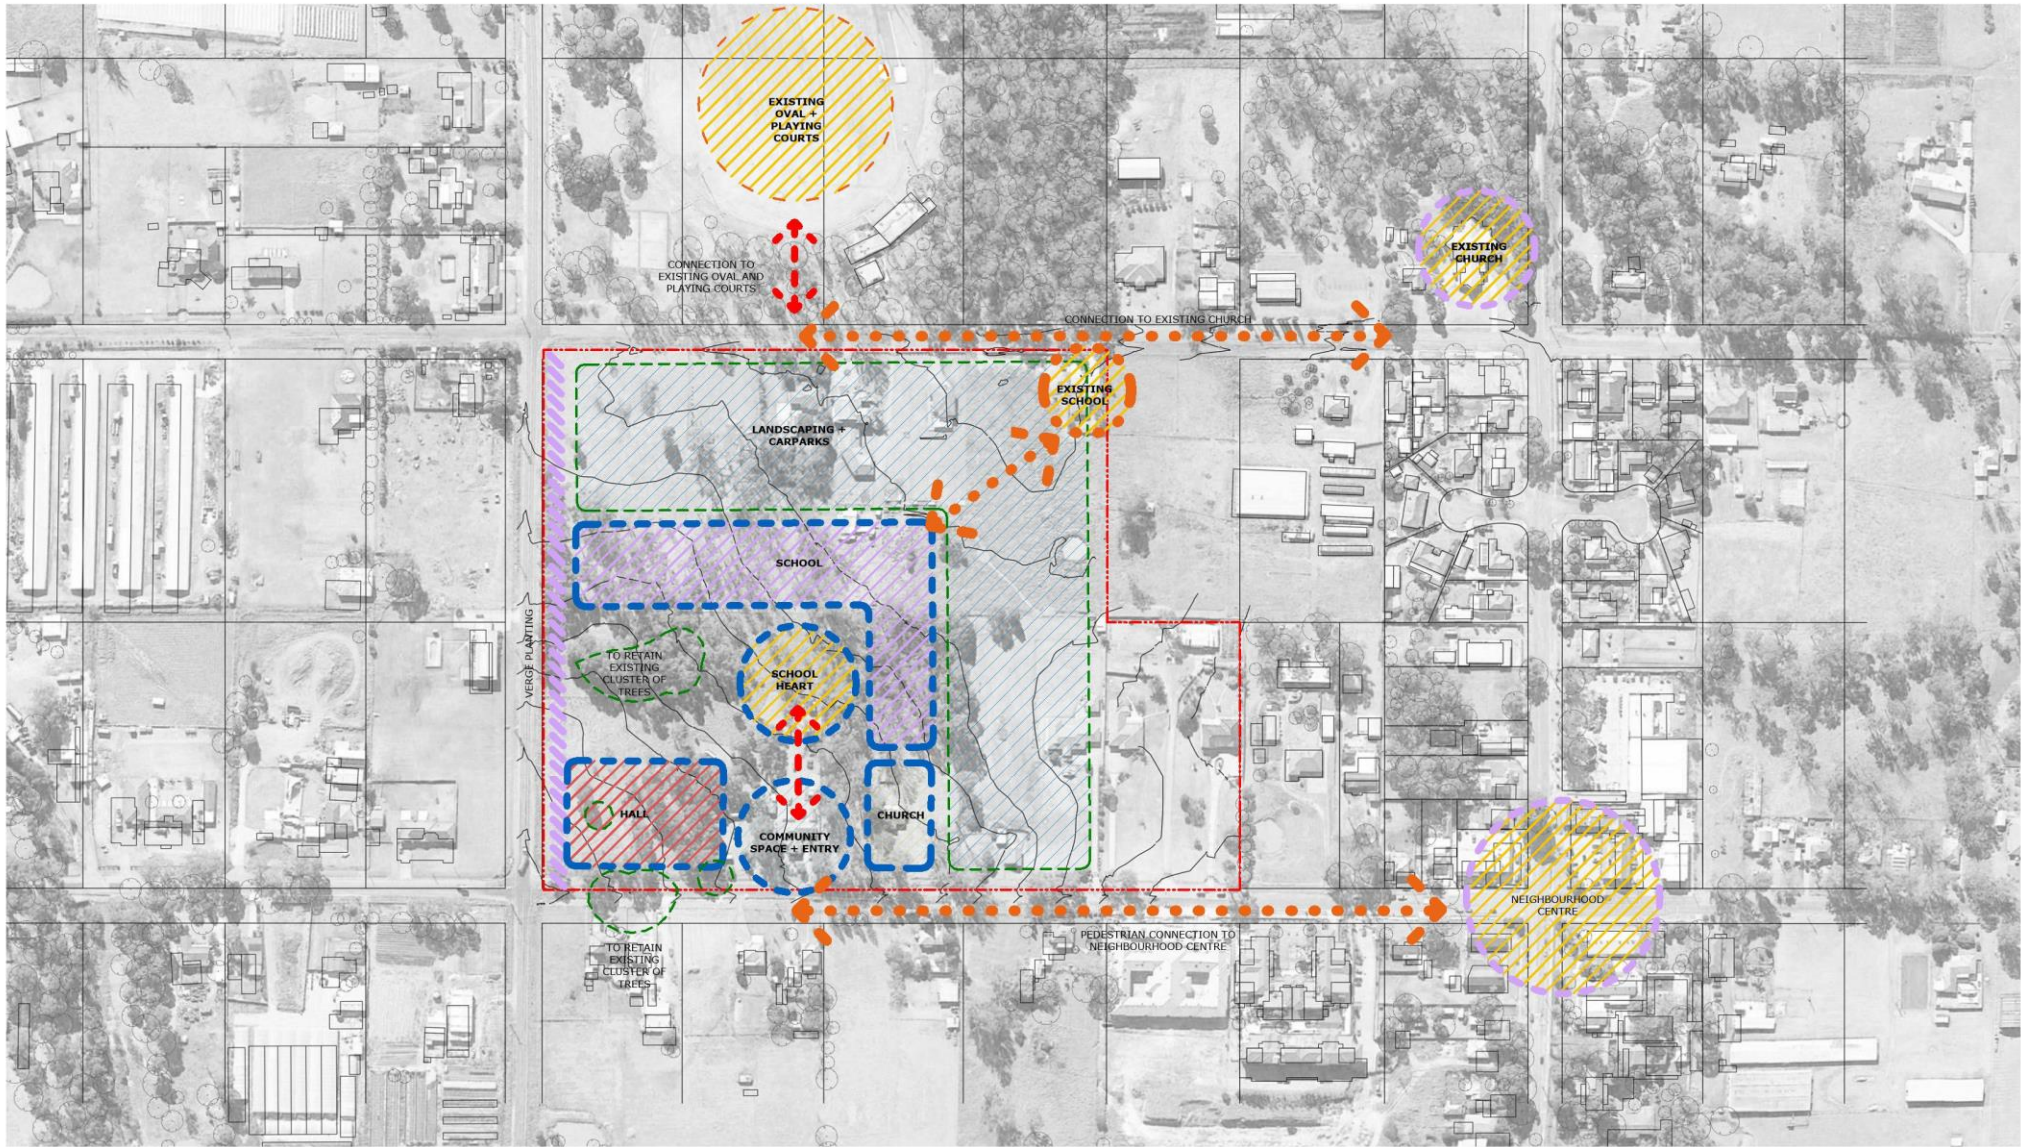 EXISTING
OVAL +
PLAYING
COURTS
EXISTING
CHURCH
CONNECTION TO
EXISTING OVAL AND
PLAYING COURTS
CONNECTION TO EXISTING CHURCH
EXISTING
SCHOOL
LANDSCAPING +
CARPARKS
SCHOOL
VERGE PLANTING
TO RETAIN
EXISTING
CLUSTER OF
TREES
SCHOOL
HEART
HALL
COMMUNITY
SPACE + ENTRY
CHURCH
NEIGHBOURHOOD
CENTRE
PEDESTRIAN CONNECTION TO
NEIGHBOURHOOD CENTRE
TO RETAIN
EXISTING
CLUSTER OF
TREES